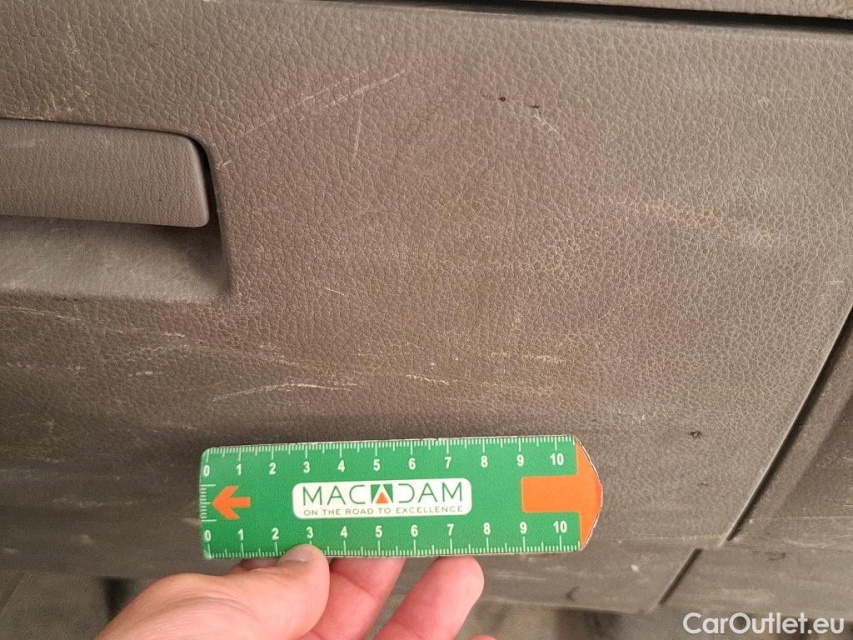 0 1 2 3 4 5 6 7 8 9 10
MACADAM
ON THE ROAD TO EXCELLENCE
0 1 2 3 4 5 6 7 8 9 10
CarOutlet.eu